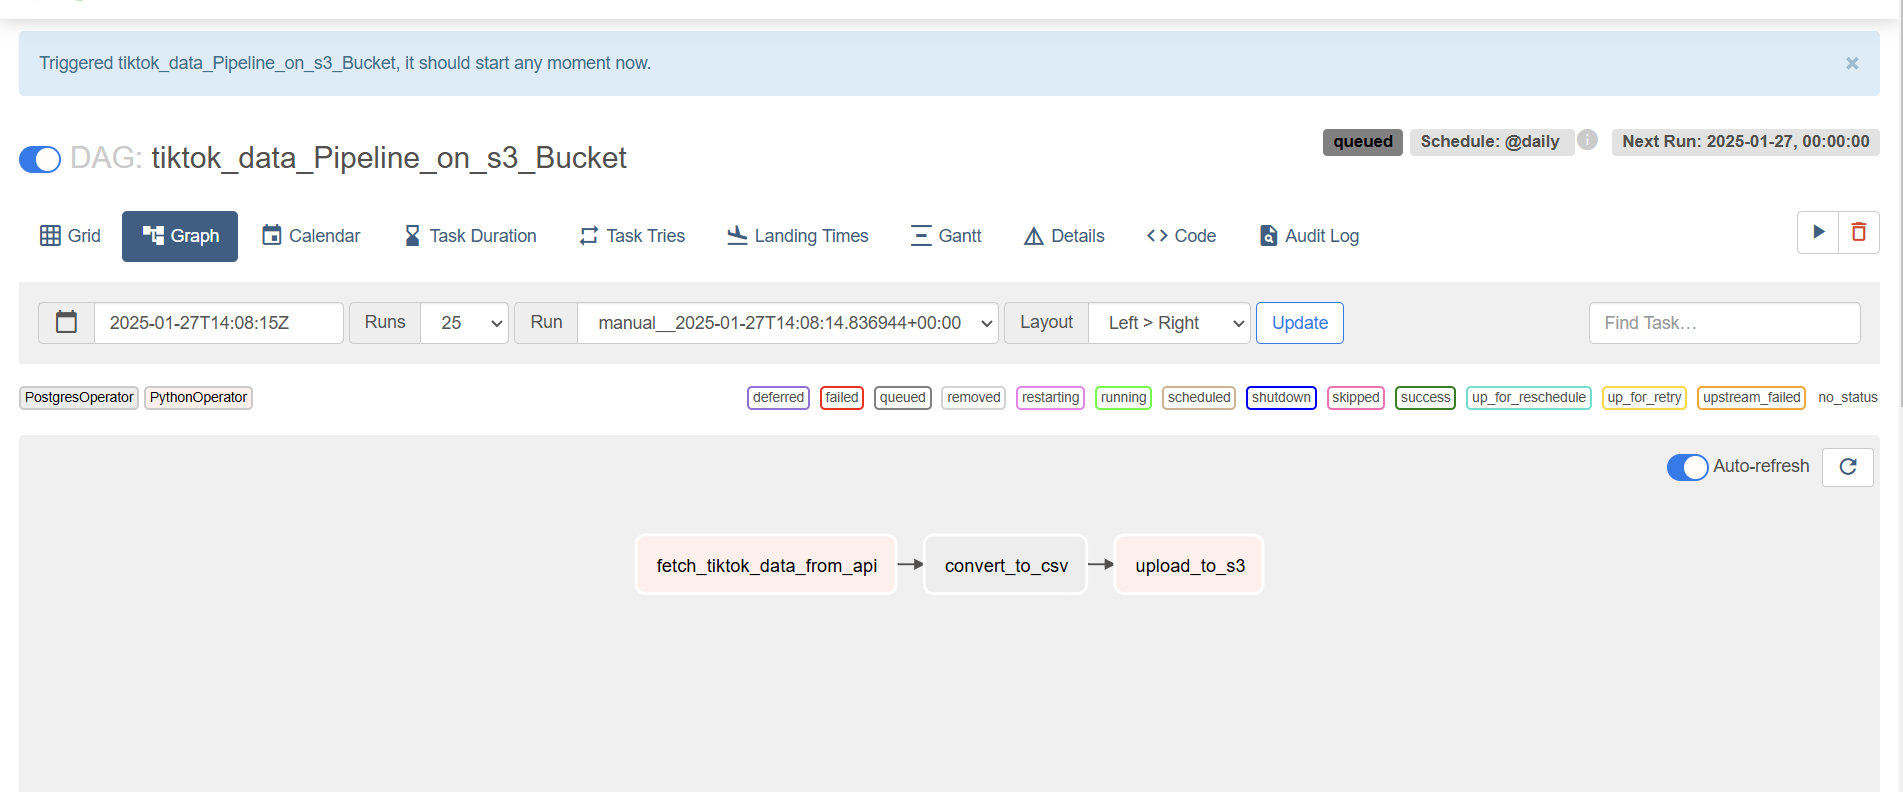 Triggered tiktok_data_Pipeline_on_s3_Bucket, it should start any moment now.
×
DAG: tiktok_data_Pipeline_on_s3_Bucket
queued
Schedule: @daily
i
Next Run: 2025-01-27, 00:00:00
Grid
Graph
Calendar
Task Duration
Task Tries
Landing Times
Gantt
Details
Code
Audit Log
2025-01-27T14:08:15Z
Runs
25
Run
manual__2025-01-27T14:08:14.836944+00:00
Layout
Left > Right
Update
Find Task...
PostgresOperator
PythonOperator
deferred
failed
queued
removed
restarting
running
scheduled
shutdown
skipped
success
up_for_reschedule
up_for_retry
upstream_failed
no_status
Auto-refresh
fetch_tiktok_data_from_api
convert_to_csv
upload_to_s3